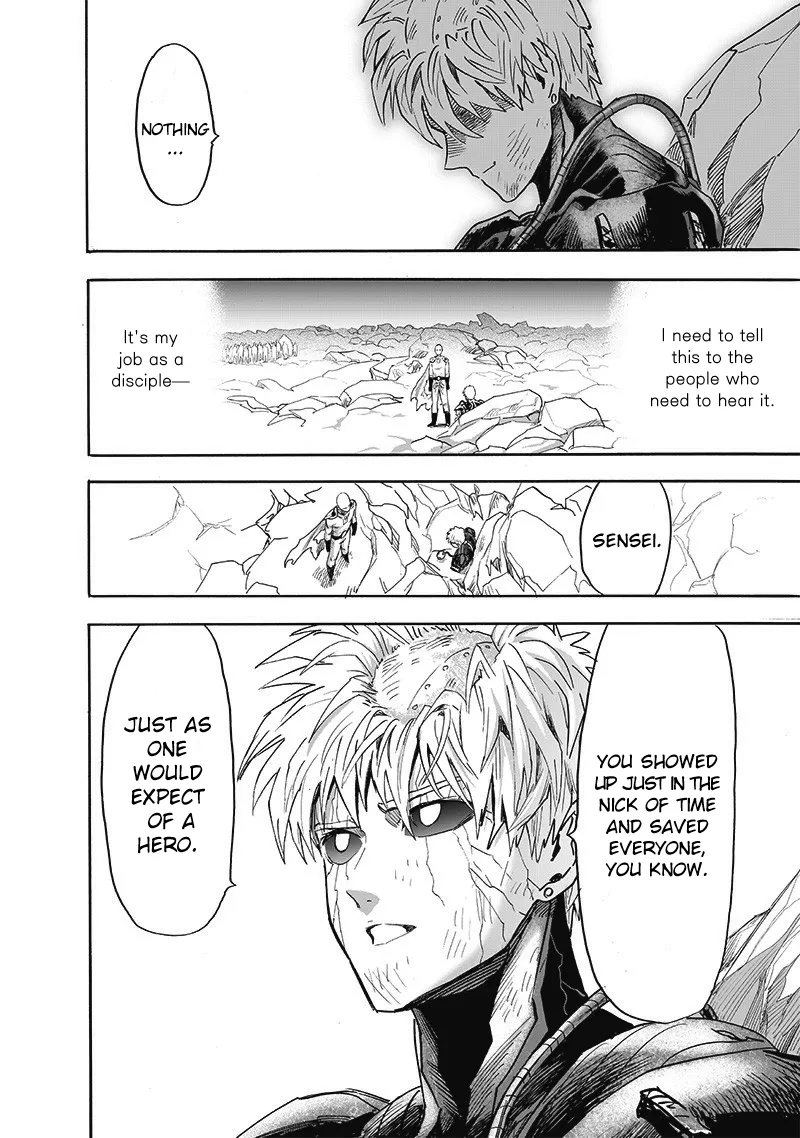 NOTHING
...
I need to tell
this to the
people who
need to hear it.
It's my
job as a
disciple—
SENSEI.
YOU SHOWED
UP JUST IN THE
NICK OF TIME
AND SAVED
EVERYONE,
YOU KNOW.
JUST AS
ONE
WOULD
EXPECT
OF A
HERO.